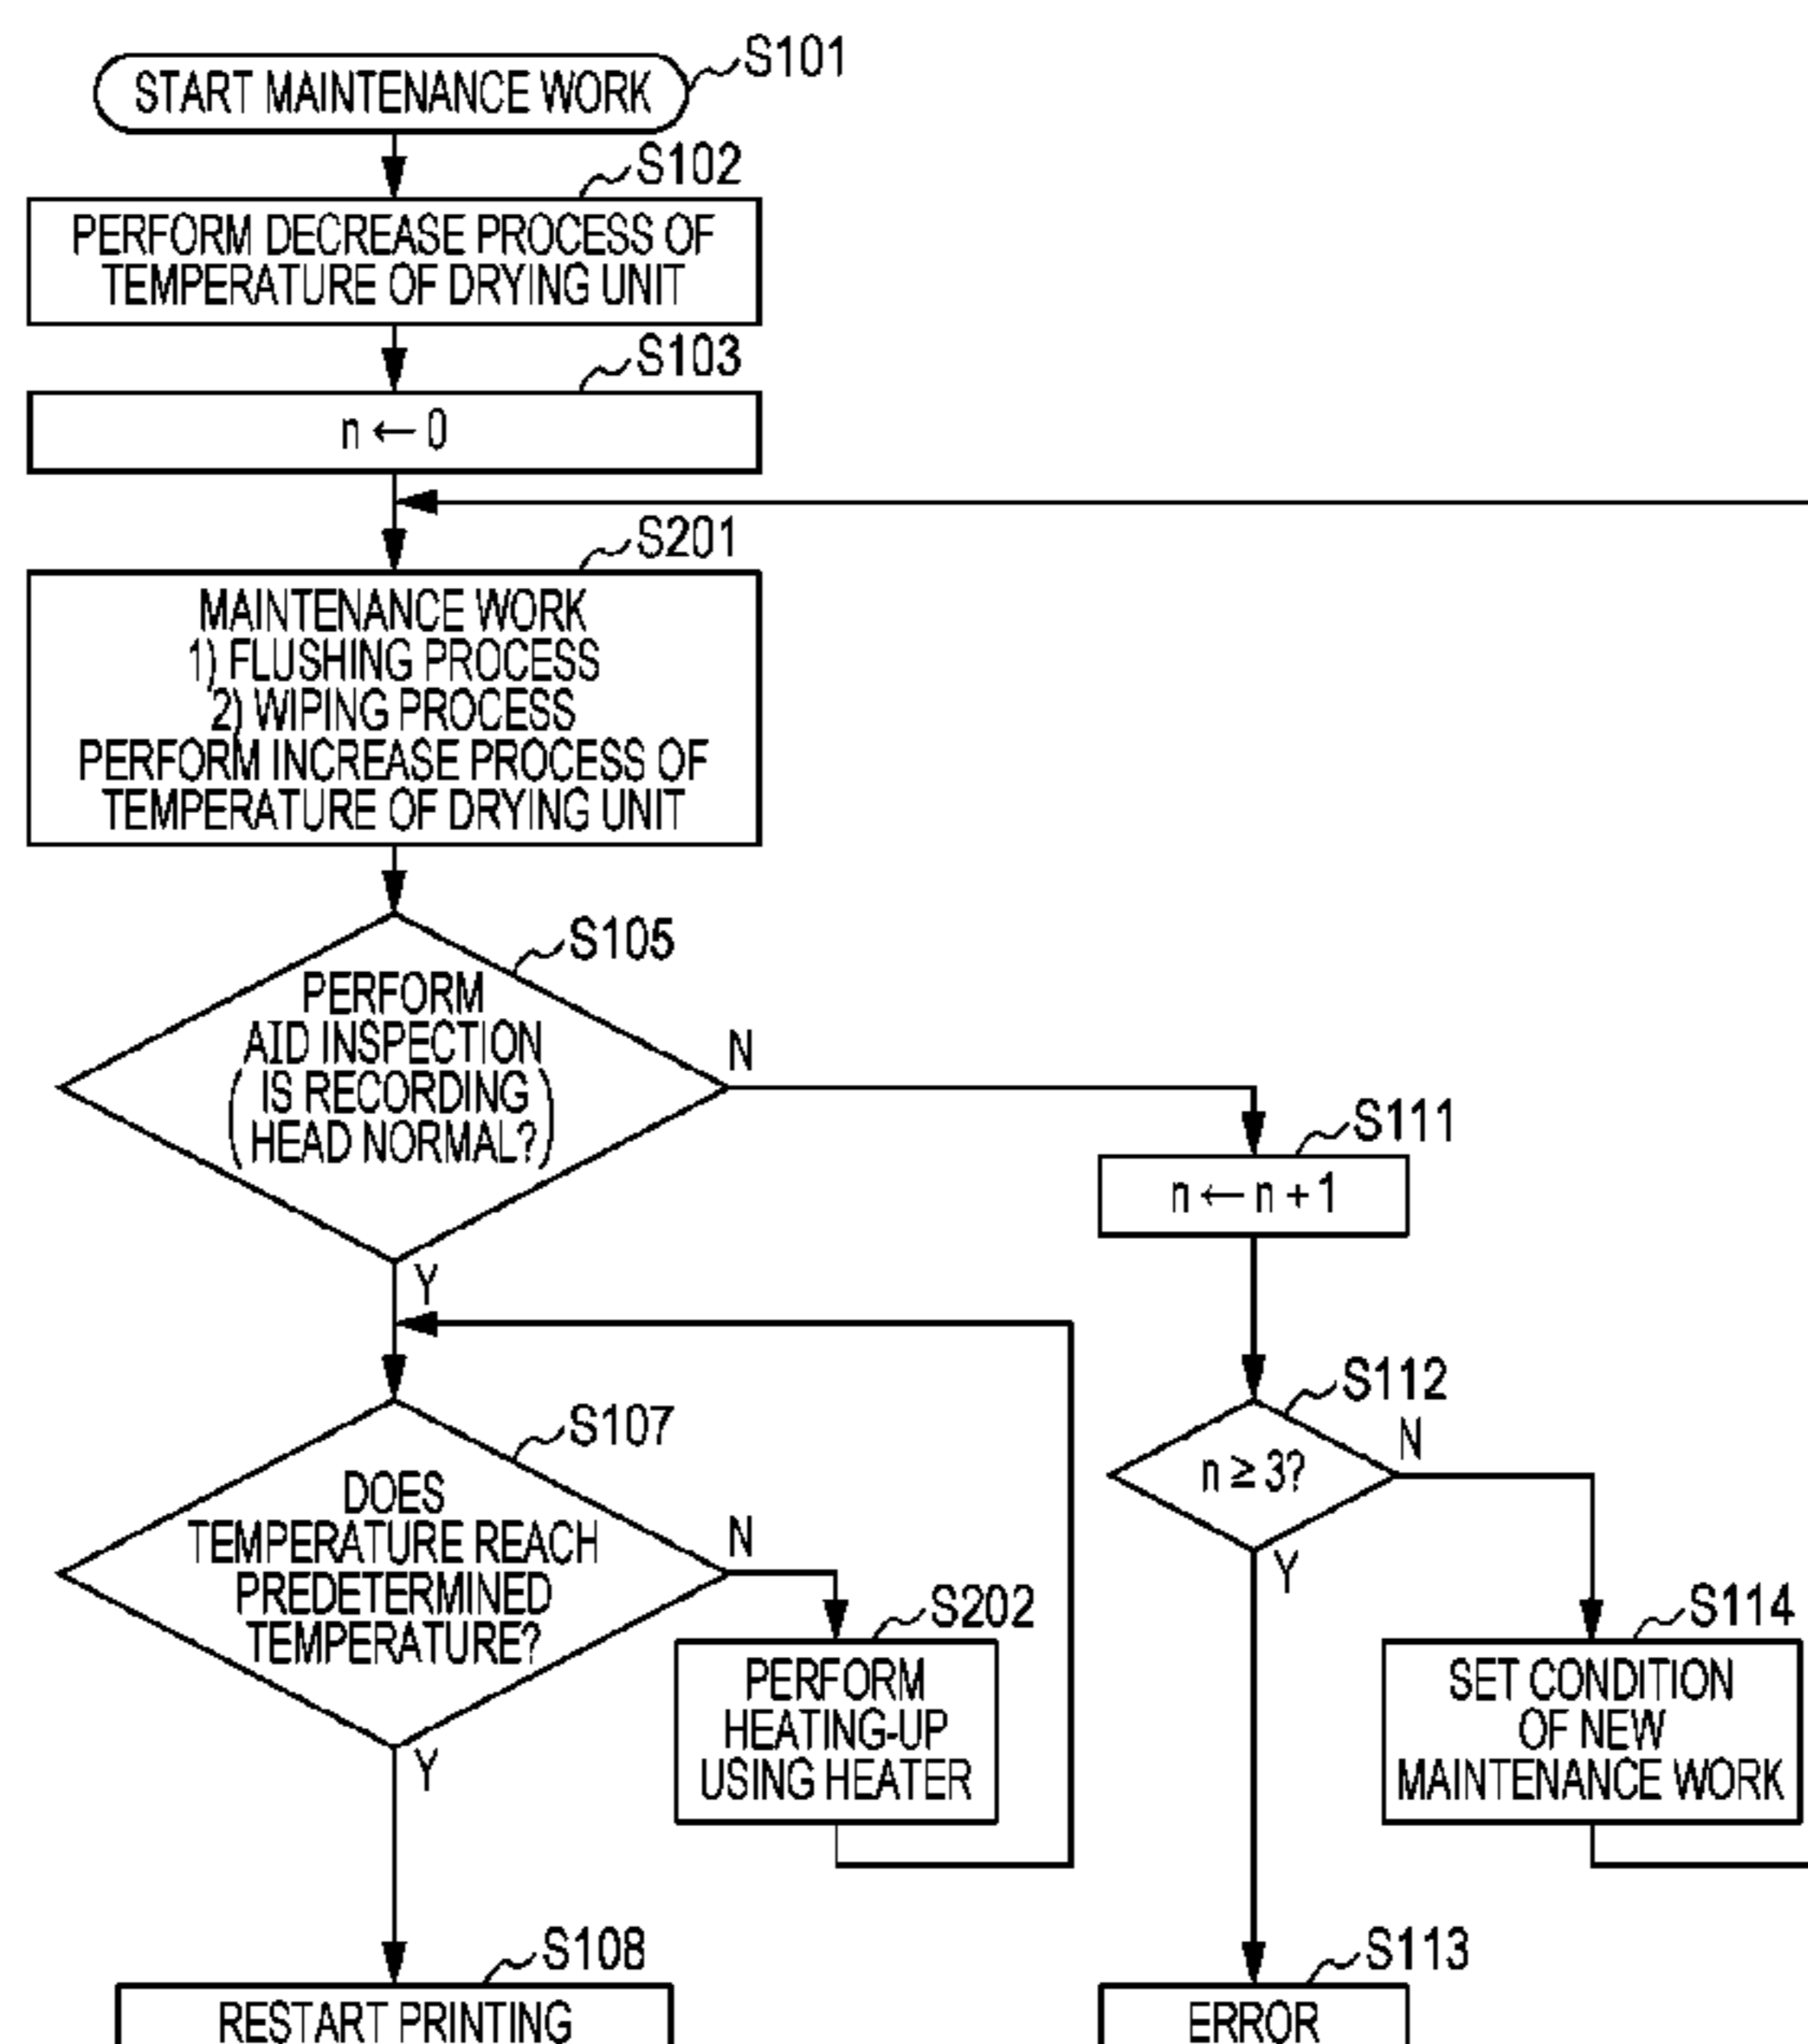 START MAINTENANCE WORK
S101
S102
PERFORM DECREASE PROCESS OF
TEMPERATURE OF DRYING UNIT
S103
n ← 0
S201
MAINTENANCE WORK
1) FLUSHING PROCESS
2) WIPING PROCESS
PERFORM INCREASE PROCESS OF
TEMPERATURE OF DRYING UNIT
S105
PERFORM
AID INSPECTION
( IS RECORDING
HEAD NORMAL? )
N
Y
S111
n ← n + 1
S112
n ≥ 3?
N
Y
S107
DOES
TEMPERATURE REACH
PREDETERMINED
TEMPERATURE?
N
Y
S202
PERFORM
HEATING-UP
USING HEATER
S114
SET CONDITION
OF NEW
MAINTENANCE WORK
S108
RESTART PRINTING
S113
ERROR